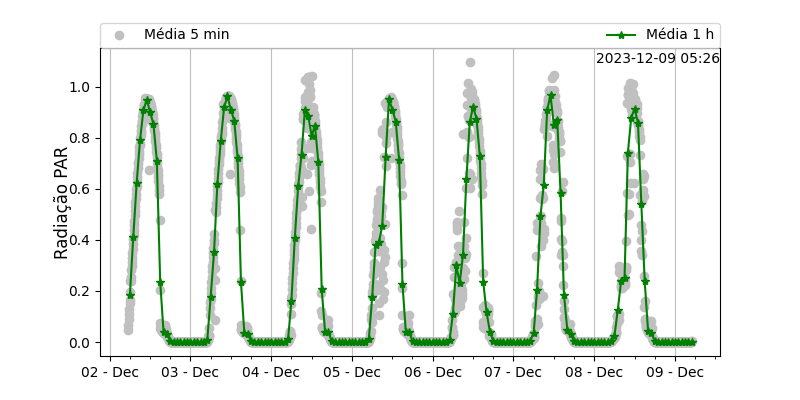 Média 5 min
Média 1 h
2023-12-09 05:26
Radiação PAR
1.0
0.8
0.6
0.4
0.2
0.0
02 - Dec
03 - Dec
04 - Dec
05 - Dec
06 - Dec
07 - Dec
08 - Dec
09 - Dec